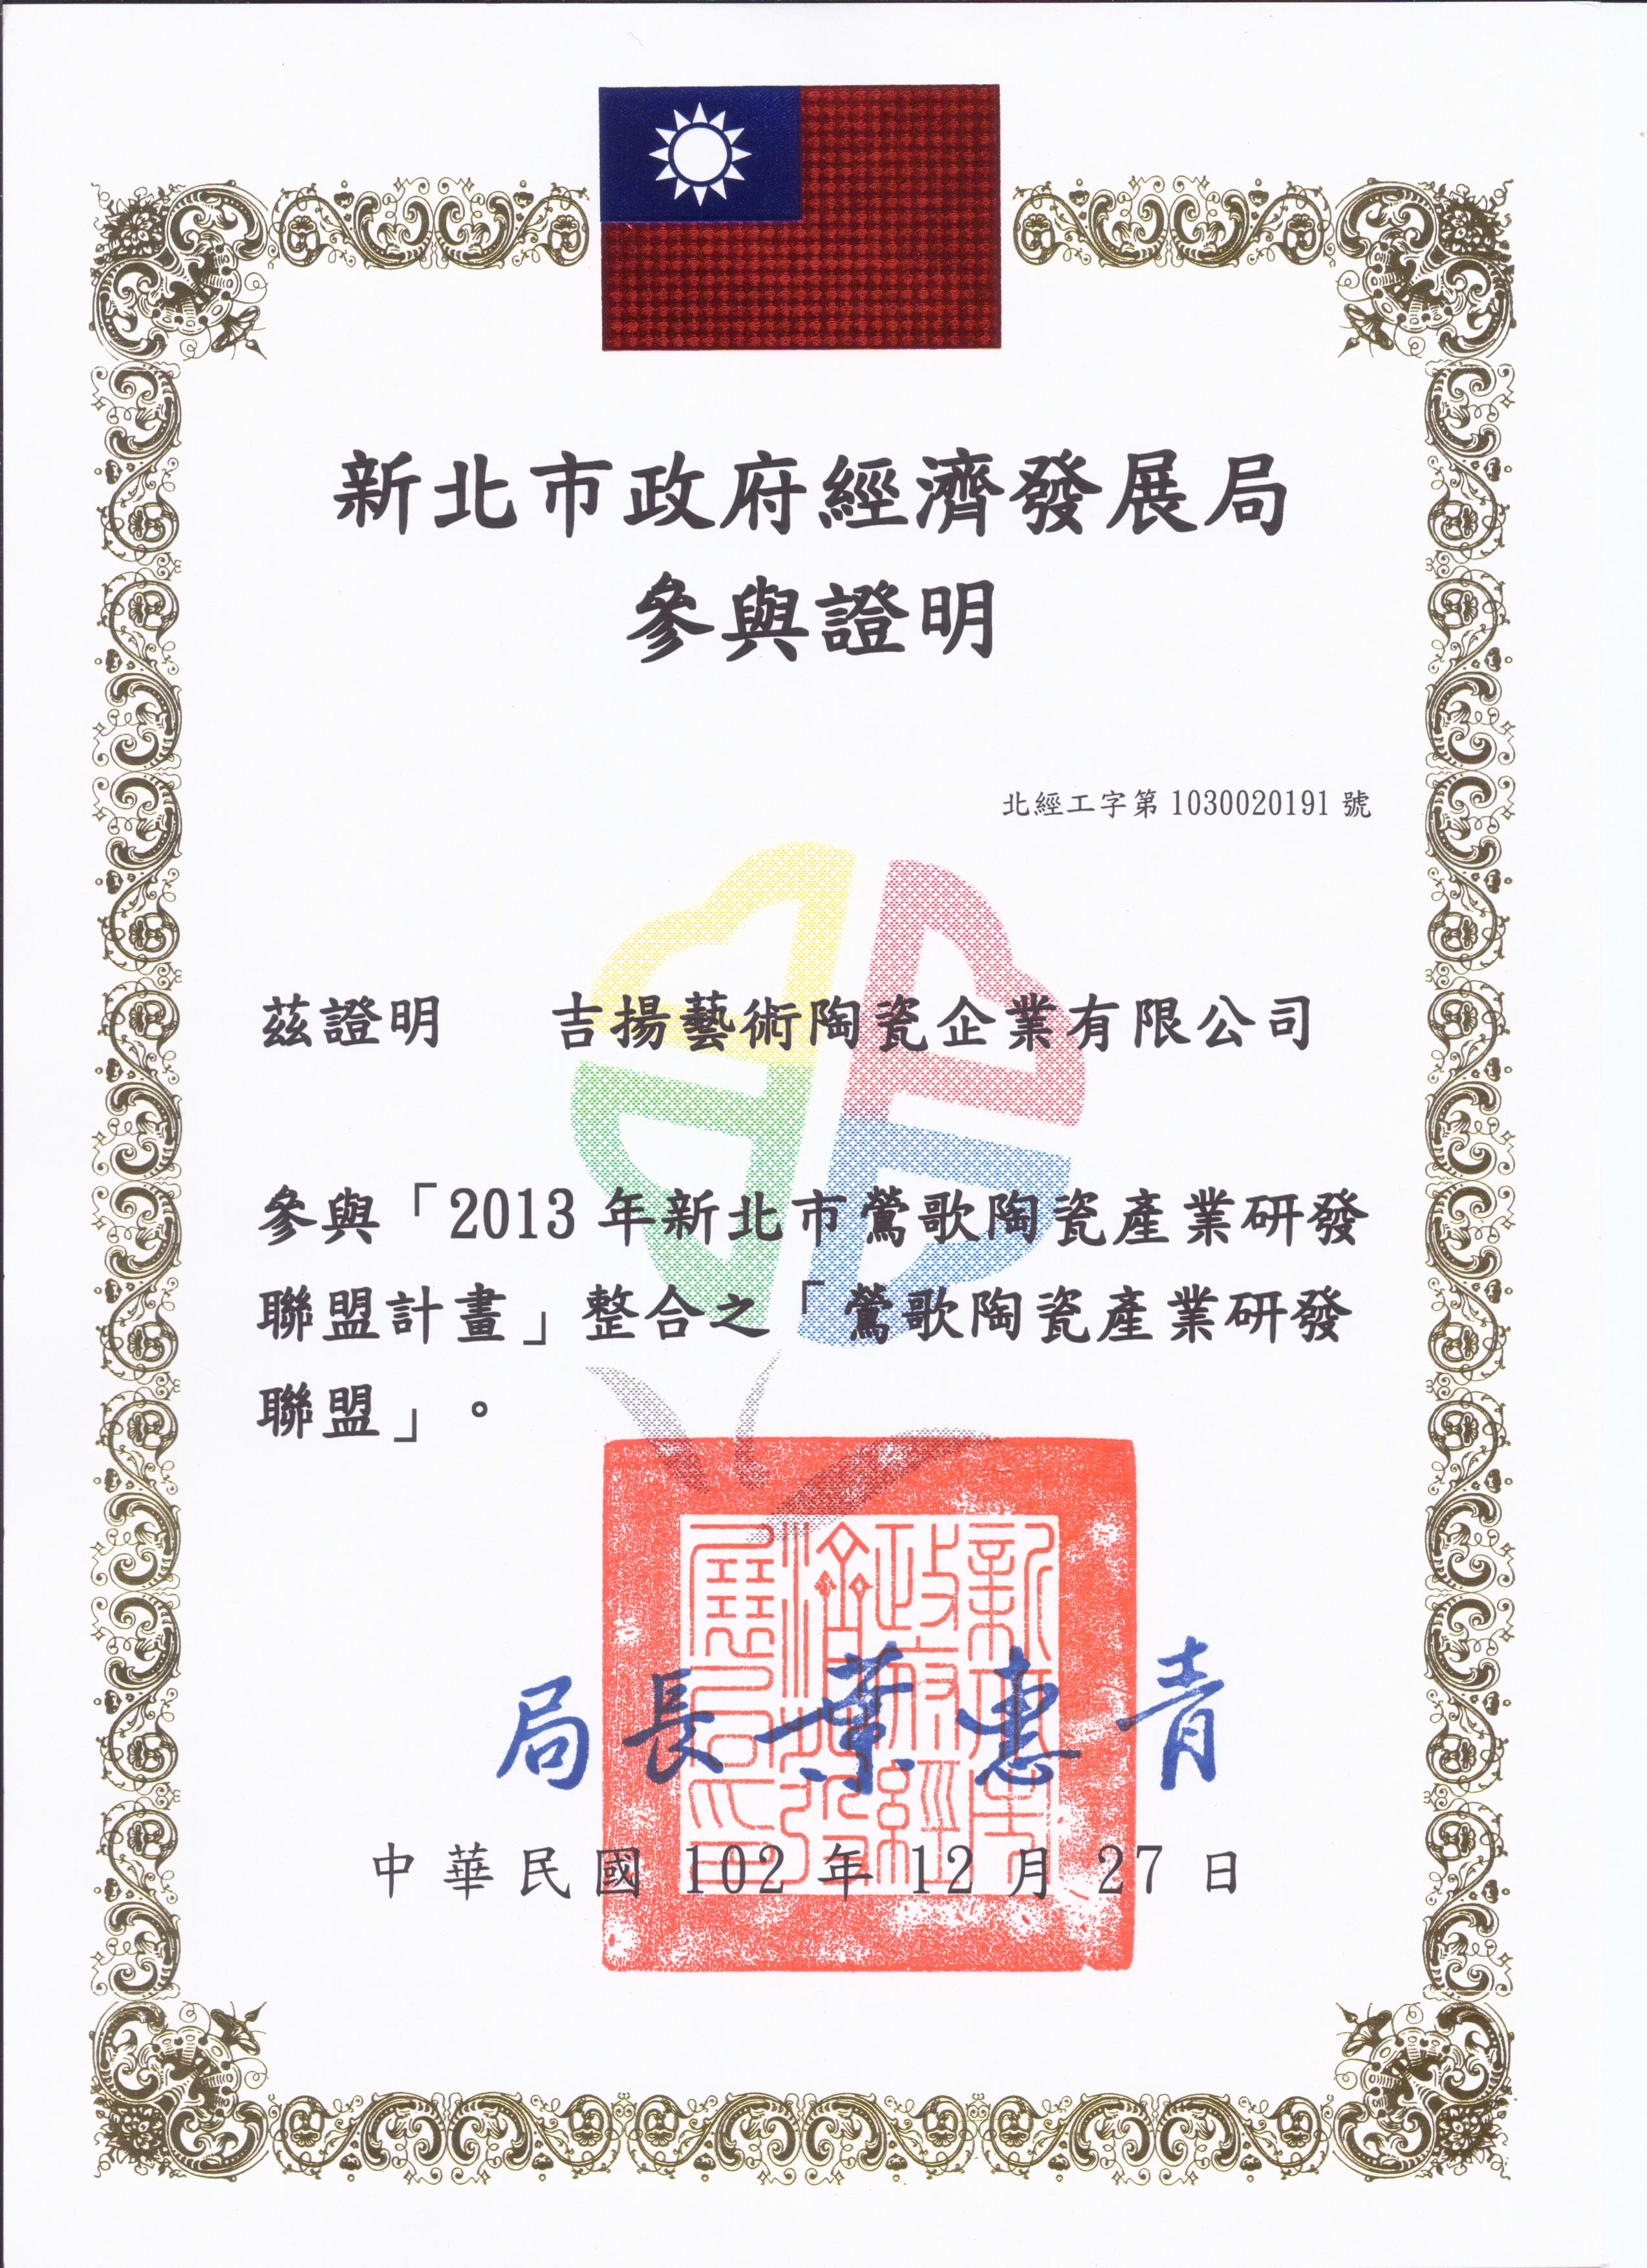 新北市政府經濟發展局
參與證明
北經工字第 1030020191 號
茲證明 吉揚藝術陶瓷企業有限公司
參與「2013 年新北市鶯歌陶瓷產業研發
聯盟計畫」整合之「鶯歌陶瓷產業研發
聯盟」。
新北市政府經濟發展局印
局長葉惠青
中華民國 102 年 12 月 27 日